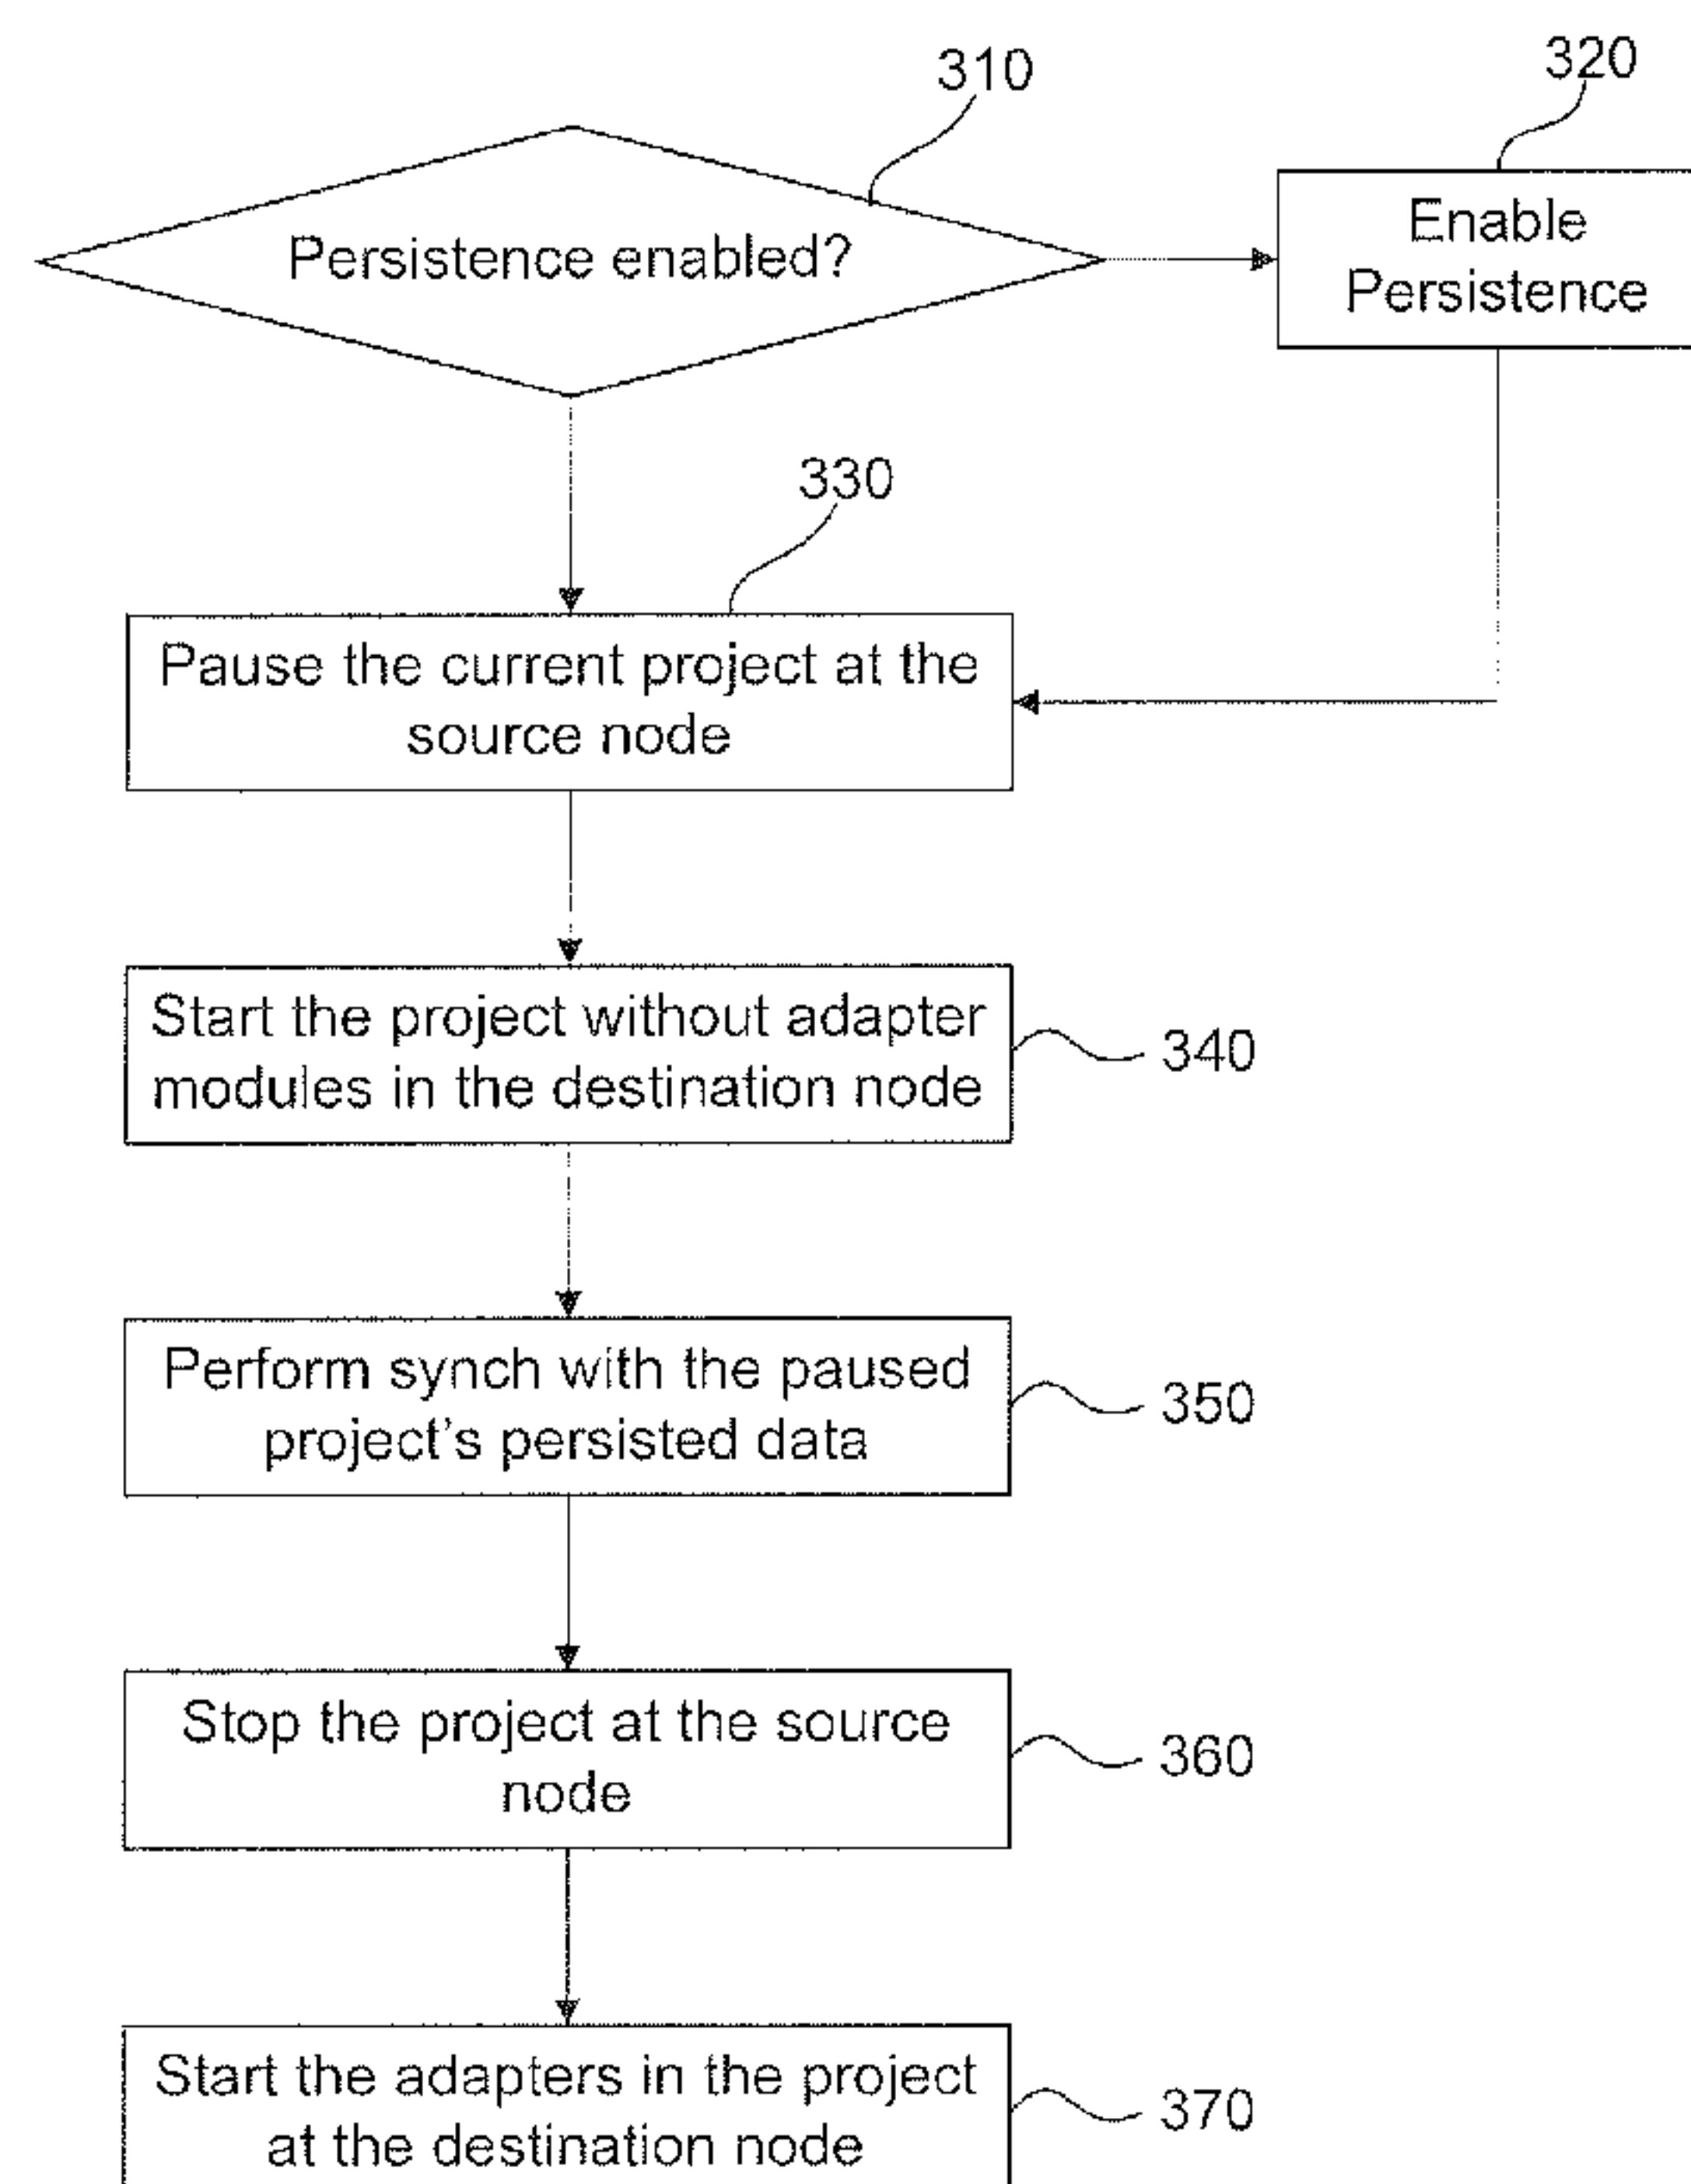 310
320
Persistence enabled?
Enable
Persistence
330
Pause the current project at the
source node
Start the project without adapter
modules in the destination node
340
Perform synch with the paused
project's persisted data
350
Stop the project at the source
node
360
Start the adapters in the project
at the destination node
370